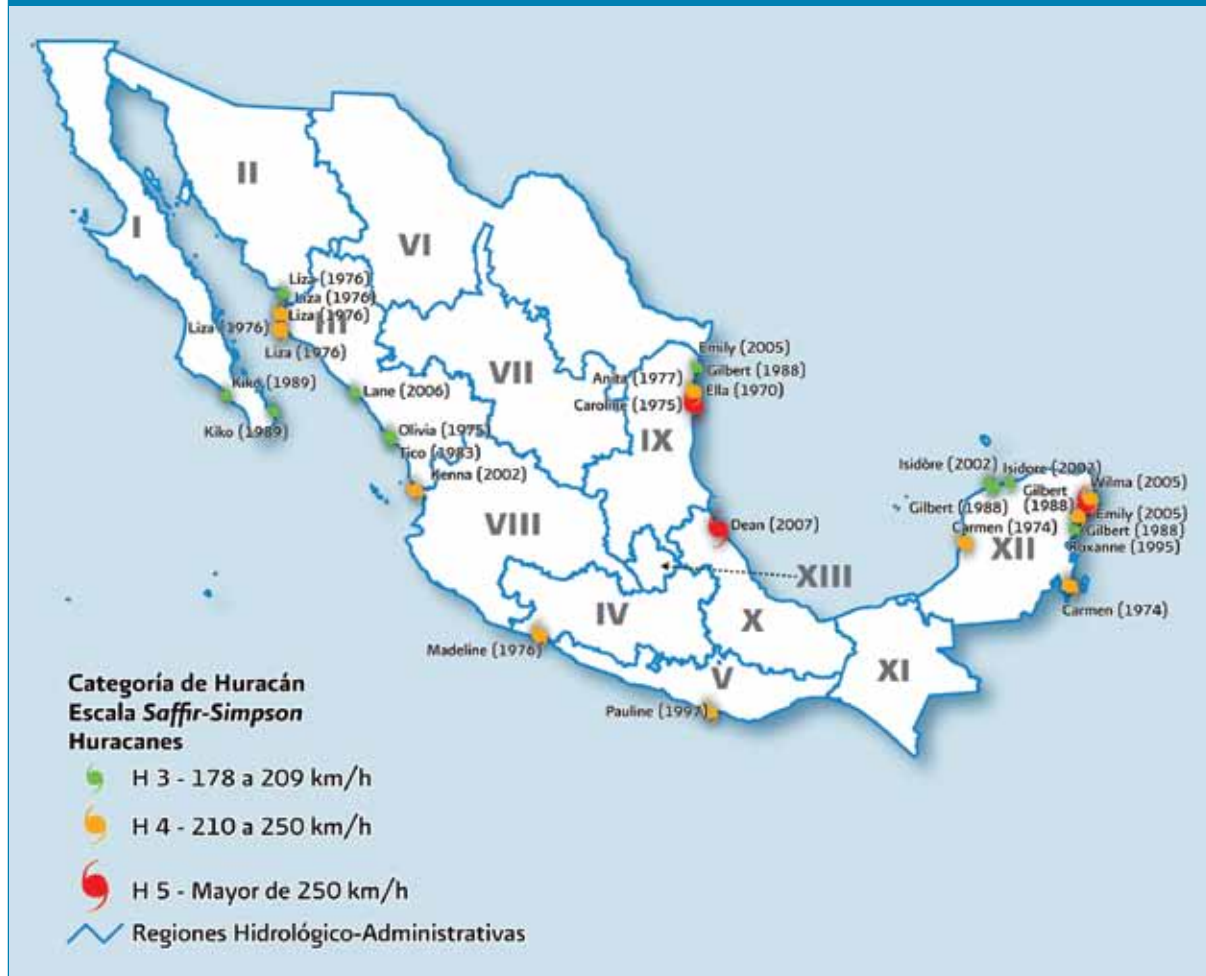 II
I
VI
Liza (1976)
Liza (1976)
Liza (1976)
Liza (1976)
III
Liza (1976)
Emily (2005)
Gilbert (1988)
Anita (1977)
Ella (1970)
Caroline (1975)
VII
Kiko (1989)
Lane (2006)
Kiko (1989)
Olivia (1975)
Tico (1983)
IX
Kenna (2002)
Isidore (2002)
Isidore (2002)
Wilma (2005)
Gilbert
(1988)
Gilbert (1988)
Emily (2005)
VIII
Dean (2007)
Carmen (1974)
Gilbert (1988)
XII
Roxanne (1995)
XIII
IV
X
Carmen (1974)
Madeline (1976)
V
XI
Pauline (1997)
Categoría de Huracán
Escala Saffir-Simpson
Huracanes
H 3 - 178 a 209 km/h
H 4 - 210 a 250 km/h
H 5 - Mayor de 250 km/h
Regiones Hidrológico-Administrativas